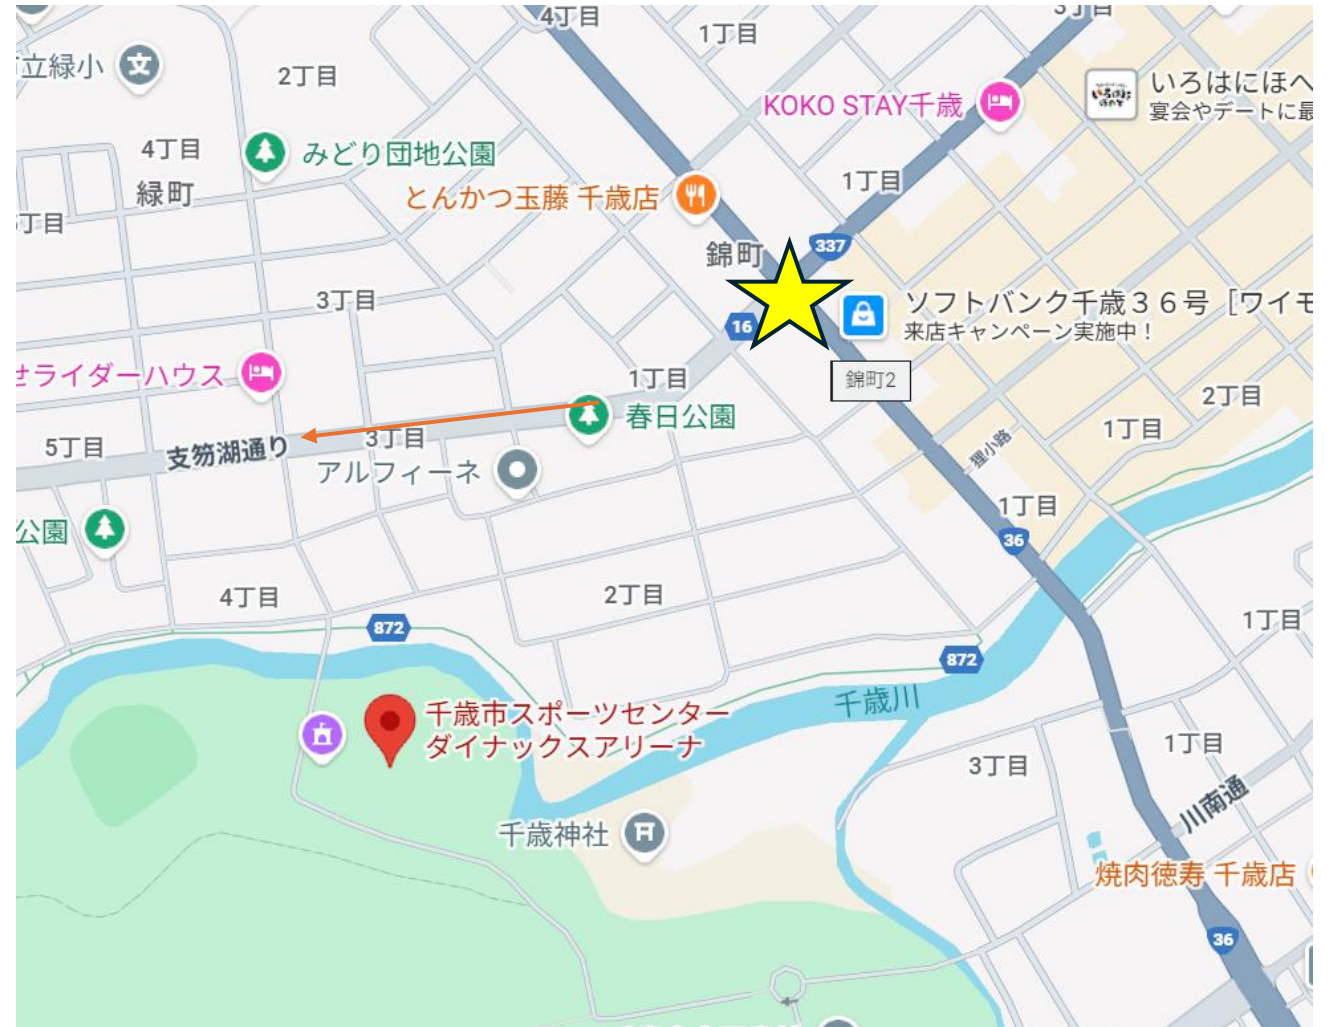 4丁目
1丁目
3丁目
立緑小
文
2丁目
KOKO STAY千歳
いろはにほへ
宴会やデートに最
4丁目
みどり団地公園
緑町
とんかつ玉藤 千歳店
1丁目
丁目
錦町
337
3丁目
16
ソフトバンク千歳36号［ワイモ
来店キャンペーン実施中！
せライダーハウス
1丁目
錦町2
2丁目
春日公園
1丁目
5丁目
支笏湖通り
3丁目
狸小路
アルフィーネ
公園
1丁目
36
4丁目
2丁目
872
1丁目
872
千歳川
千歳市スポーツセンター
ダイナックスアリーナ
1丁目
3丁目
川南通
千歳神社
焼肉徳寿 千歳店
36